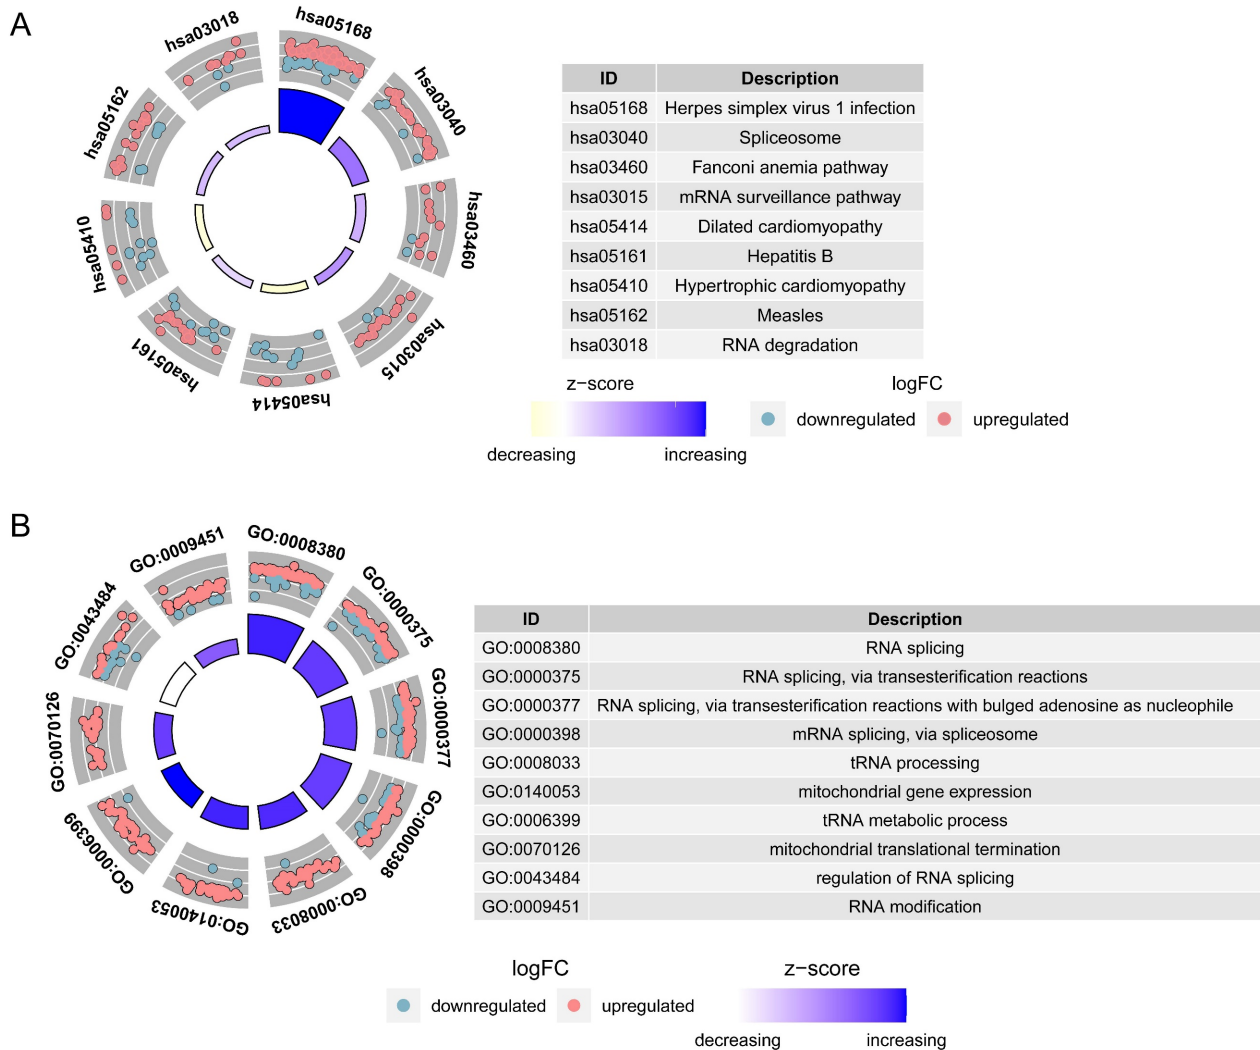 A
hsa05168
hsa03040
hsa03460
hsa03015
hsa05414
hsa05161
hsa05410
hsa05162
hsa03018
ID Description
hsa05168 Herpes simplex virus 1 infection
hsa03040 Spliceosome
hsa03460 Fanconi anemia pathway
hsa03015 mRNA surveillance pathway
hsa05414 Dilated cardiomyopathy
hsa05161 Hepatitis B
hsa05410 Hypertrophic cardiomyopathy
hsa05162 Measles
hsa03018 RNA degradation
z−score logFC
downregulated upregulated
decreasing increasing
B
GO:0008380
GO:0000375
GO:0000377
GO:0000398
GO:0008033
GO:0140053
GO:0006399
GO:0070126
GO:0043484
GO:0009451
ID Description
GO:0008380 RNA splicing
GO:0000375 RNA splicing, via transesterification reactions
GO:0000377 RNA splicing, via transesterification reactions with bulged adenosine as nucleophile
GO:0000398 mRNA splicing, via spliceosome
GO:0008033 tRNA processing
GO:0140053 mitochondrial gene expression
GO:0006399 tRNA metabolic process
GO:0070126 mitochondrial translational termination
GO:0043484 regulation of RNA splicing
GO:0009451 RNA modification
logFC z−score
downregulated upregulated
decreasing increasing